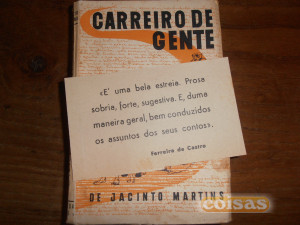 CARREIRO DE
GENTE
«E' uma bela estreia. Prosa
sobria, forte, sugestiva. E, duma
maneira geral, bem conduzidos
os assuntos dos seus contos».
Ferreira de Castro
DE JACINTO MARTINS
coisas